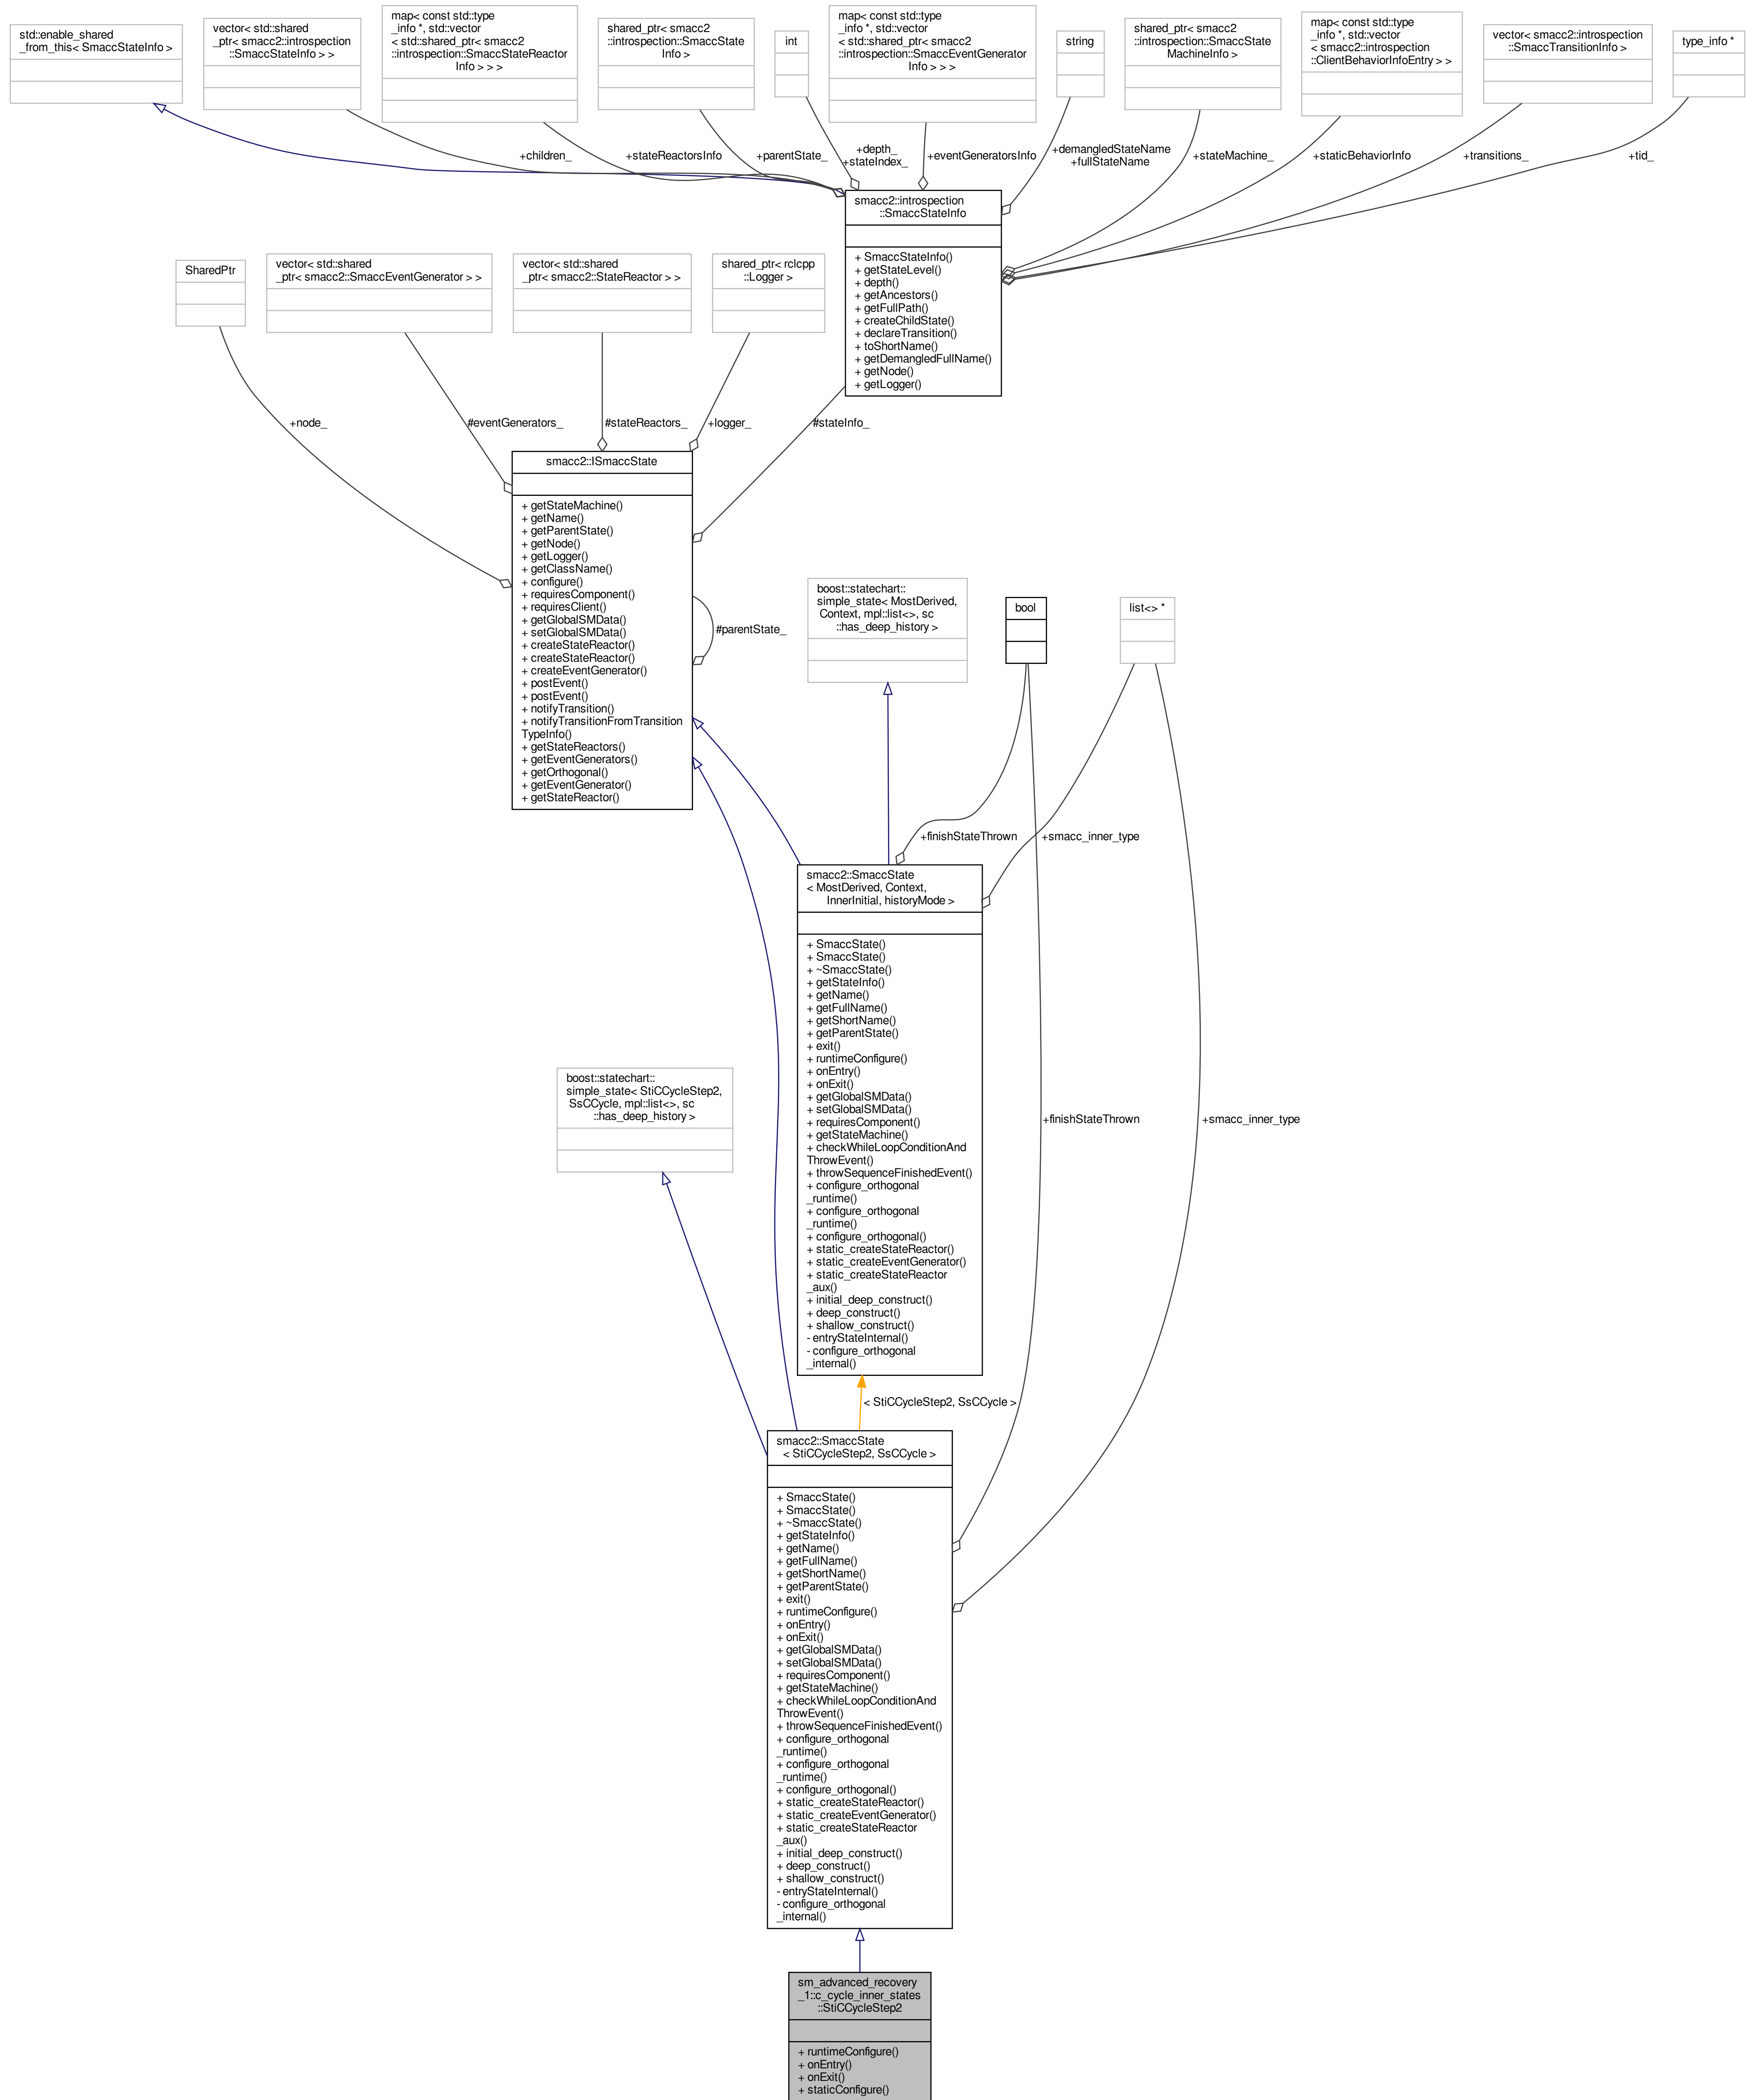 std::enable_shared
_from_this< SmaccStateInfo >
vector< std::shared
_ptr< smacc2::introspection
::SmaccStateInfo > >
map< const std::type
_info *, std::vector
< std::shared_ptr< smacc2
::introspection::SmaccStateReactor
Info > > >
shared_ptr< smacc2
::introspection::SmaccState
Info >
int
map< const std::type
_info *, std::vector
< std::shared_ptr< smacc2
::introspection::SmaccEventGenerator
Info > > >
string
shared_ptr< smacc2
::introspection::SmaccState
MachineInfo >
map< const std::type
_info *, std::vector
< smacc2::introspection
::ClientBehaviorInfoEntry > >
vector< smacc2::introspection
::SmaccTransitionInfo >
type_info *
+children_
+stateReactorsInfo
+parentState_
+depth_
+stateIndex_
+eventGeneratorsInfo
+demangledStateName
+fullStateName
+stateMachine_
+staticBehaviorInfo
+transitions_
+tid_
smacc2::introspection
::SmaccStateInfo
+ SmaccStateInfo()
+ getStateLevel()
+ depth()
+ getAncestors()
+ getFullPath()
+ createChildState()
+ declareTransition()
+ toShortName()
+ getDemangledFullName()
+ getNode()
+ getLogger()
SharedPtr
vector< std::shared
_ptr< smacc2::SmaccEventGenerator > >
vector< std::shared
_ptr< smacc2::StateReactor > >
shared_ptr< rclcpp
::Logger >
+node_
#eventGenerators_
#stateReactors_
+logger_
#stateInfo_
smacc2::ISmaccState
+ getStateMachine()
+ getName()
+ getParentState()
+ getNode()
+ getLogger()
+ getClassName()
+ configure()
+ requiresComponent()
+ requiresClient()
+ getGlobalSMData()
+ setGlobalSMData()
+ createStateReactor()
+ createStateReactor()
+ createEventGenerator()
+ postEvent()
+ postEvent()
+ notifyTransition()
+ notifyTransitionFromTransition
TypeInfo()
+ getStateReactors()
+ getEventGenerators()
+ getOrthogonal()
+ getEventGenerator()
+ getStateReactor()
#parentState_
boost::statechart::
simple_state< MostDerived,
Context, mpl::list<>, sc
::has_deep_history >
bool
list<> *
+finishStateThrown
+smacc_inner_type
smacc2::SmaccState
< MostDerived, Context,
InnerInitial, historyMode >
+ SmaccState()
+ SmaccState()
+ ~SmaccState()
+ getStateInfo()
+ getName()
+ getFullName()
+ getShortName()
+ getParentState()
+ exit()
+ runtimeConfigure()
+ onEntry()
+ onExit()
+ getGlobalSMData()
+ setGlobalSMData()
+ requiresComponent()
+ getStateMachine()
+ checkWhileLoopConditionAnd
ThrowEvent()
+ throwSequenceFinishedEvent()
+ configure_orthogonal
_runtime()
+ configure_orthogonal
_runtime()
+ configure_orthogonal()
+ static_createStateReactor()
+ static_createEventGenerator()
+ static_createStateReactor
_aux()
+ initial_deep_construct()
+ deep_construct()
+ shallow_construct()
- entryStateInternal()
- configure_orthogonal
_internal()
boost::statechart::
simple_state< StiCCycleStep2,
SsCCycle, mpl::list<>, sc
::has_deep_history >
+finishStateThrown
+smacc_inner_type
< StiCCycleStep2, SsCCycle >
smacc2::SmaccState
< StiCCycleStep2, SsCCycle >
+ SmaccState()
+ SmaccState()
+ ~SmaccState()
+ getStateInfo()
+ getName()
+ getFullName()
+ getShortName()
+ getParentState()
+ exit()
+ runtimeConfigure()
+ onEntry()
+ onExit()
+ getGlobalSMData()
+ setGlobalSMData()
+ requiresComponent()
+ getStateMachine()
+ checkWhileLoopConditionAnd
ThrowEvent()
+ throwSequenceFinishedEvent()
+ configure_orthogonal
_runtime()
+ configure_orthogonal
_runtime()
+ configure_orthogonal()
+ static_createStateReactor()
+ static_createEventGenerator()
+ static_createStateReactor
_aux()
+ initial_deep_construct()
+ deep_construct()
+ shallow_construct()
- entryStateInternal()
- configure_orthogonal
_internal()
sm_advanced_recovery
_1::c_cycle_inner_states
::StiCCycleStep2
+ runtimeConfigure()
+ onEntry()
+ onExit()
+ staticConfigure()